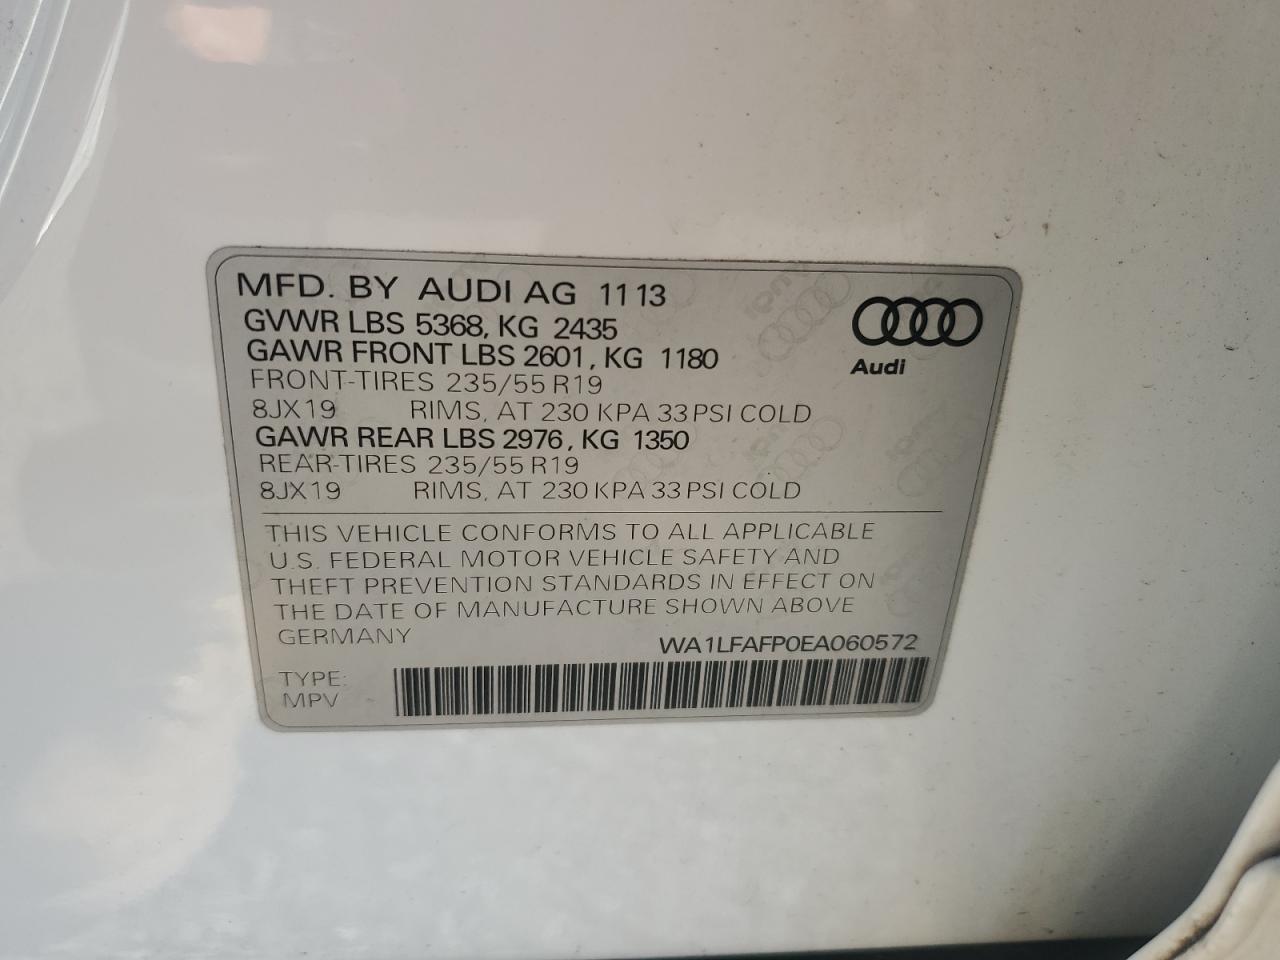 MFD. BY AUDI AG 11 13
GVWR LBS 5368, KG 2435
GAWR FRONT LBS 2601, KG 1180
FRONT-TIRES 235/55 R19
8JX19 RIMS, AT 230 KPA 33 PSI COLD
GAWR REAR LBS 2976, KG 1350
REAR-TIRES 235/55 R19
8JX19 RIMS, AT 230 KPA 33 PSI COLD
Audi
THIS VEHICLE CONFORMS TO ALL APPLICABLE
U.S. FEDERAL MOTOR VEHICLE SAFETY AND
THEFT PREVENTION STANDARDS IN EFFECT ON
THE DATE OF MANUFACTURE SHOWN ABOVE
GERMANY WA1LFAFP0EA060572
TYPE:
MPV